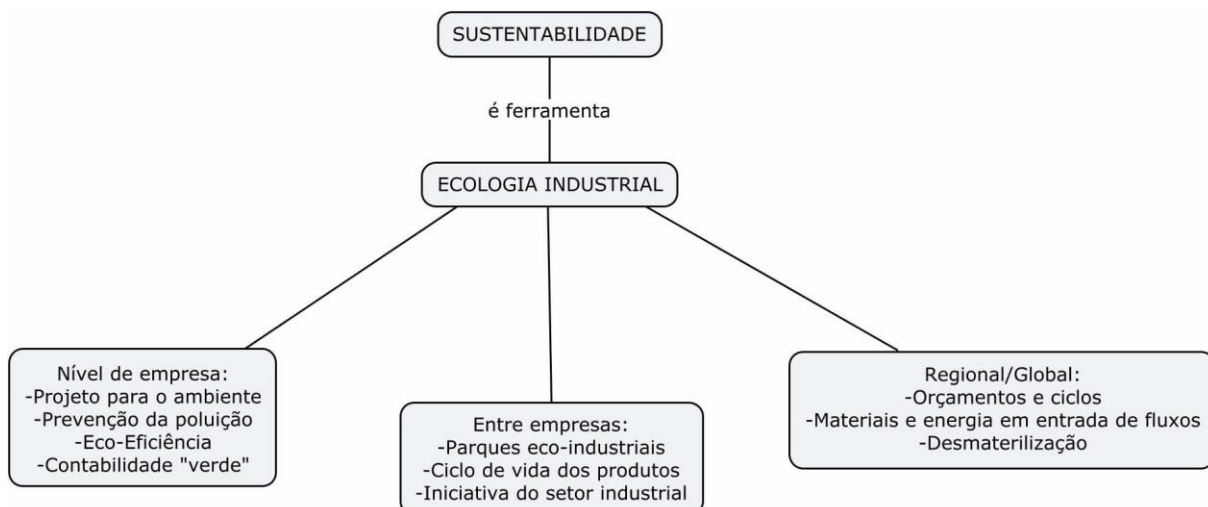 SUSTENTABILIDADE
é ferramenta
ECOLOGIA INDUSTRIAL
Nível de empresa:
-Projeto para o ambiente
-Prevenção da poluição
-Eco-Eficiência
-Contabilidade "verde"
Entre empresas:
-Parques eco-industriais
-Ciclo de vida dos produtos
-Iniciativa do setor industrial
Regional/Global:
-Orçamentos e ciclos
-Materiais e energia em entrada de fluxos
-Desmaterilização